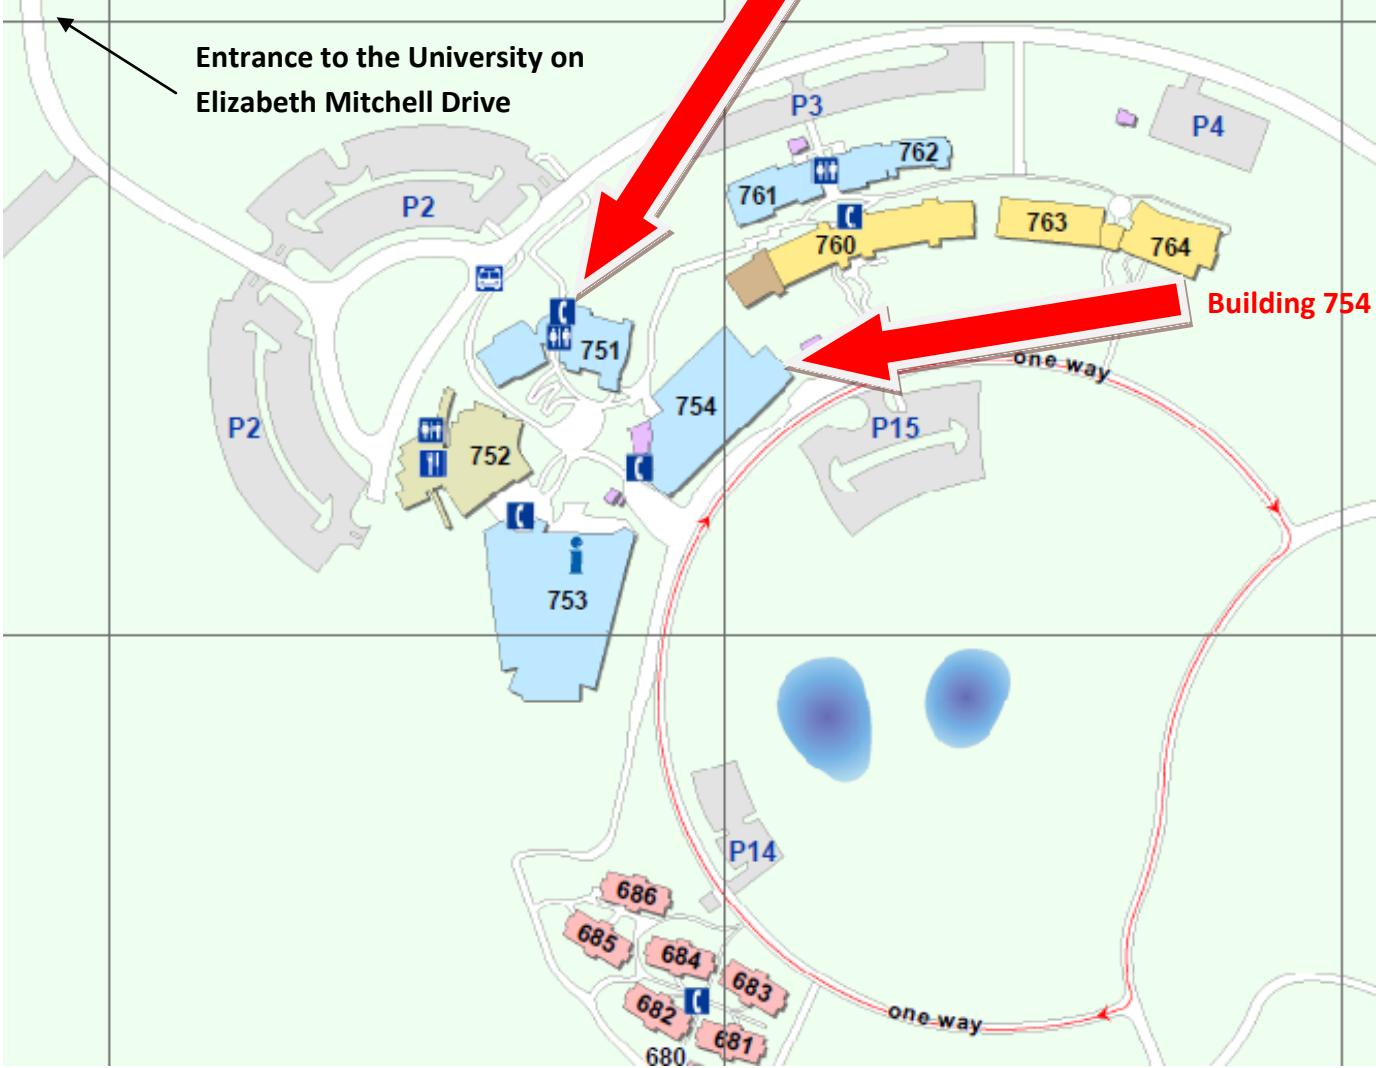 Entrance to the University on
Elizabeth Mitchell Drive
P3
P4
762
P2
761
763
760
764
Building 754
751
one way
754
P2
P15
752
i
753
P14
686
685
684
683
682
one way
681
680